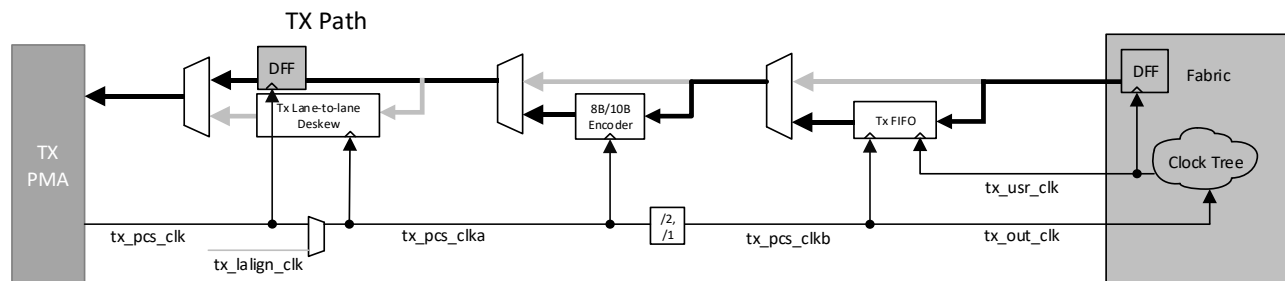 TX Path
DFF
DFF
Fabric
Tx Lane-to-lane
Deskew
8B/10B
Encoder
Tx FIFO
TX
PMA
Clock Tree
tx_usr_clk
/2,
/1
tx_pcs_clk
tx_pcs_clka
tx_pcs_clkb
tx_out_clk
tx_lalign_clk